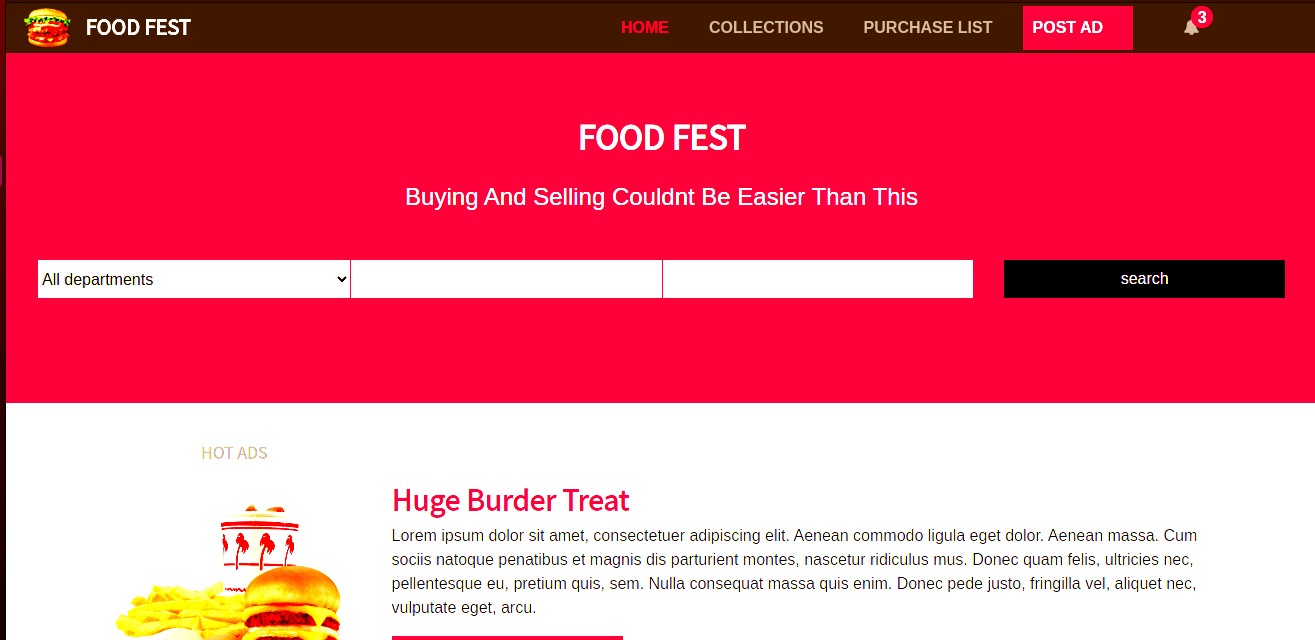 FOOD FEST
HOME
COLLECTIONS
PURCHASE LIST
POST AD
3
FOOD FEST
Buying And Selling Couldnt Be Easier Than This
All departments
search
HOT ADS
Huge Burder Treat
Lorem ipsum dolor sit amet, consectetuer adipiscing elit. Aenean commodo ligula eget dolor. Aenean massa. Cum
sociis natoque penatibus et magnis dis parturient montes, nascetur ridiculus mus. Donec quam felis, ultricies nec,
pellentesque eu, pretium quis, sem. Nulla consequat massa quis enim. Donec pede justo, fringilla vel, aliquet nec,
vulputate eget, arcu.